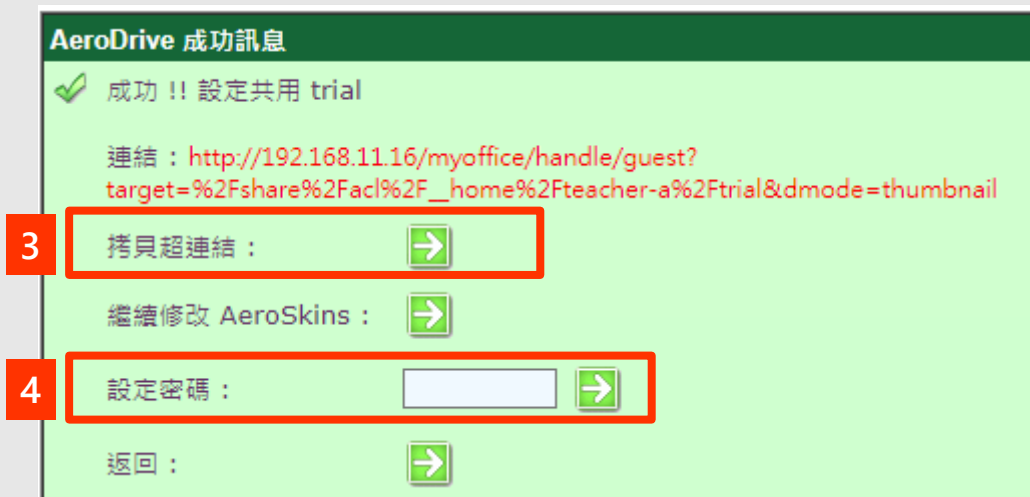 AeroDrive 成功訊息
成功 !! 設定共用 trial
連結 : http://192.168.11.16/myoffice/handle/guest?
target=%2Fshare%2Facl%2F__home%2Fteacher-a%2Ftrial&dmode=thumbnail
3 拷貝超連結 :
繼續修改 AeroSkins :
4 設定密碼 :
返回 :